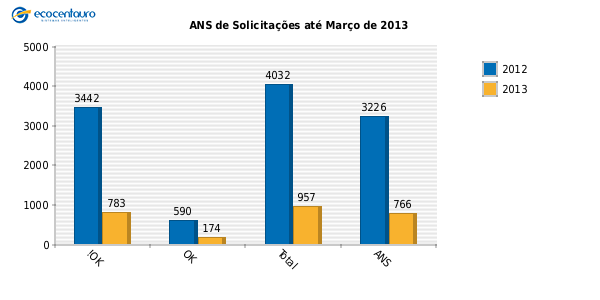 ecocentauro
ANS de Solicitações até Março de 2013
5000
4000
3000
2000
1000
0
3442
783
590
174
4032
957
3226
766
!OK
OK
Total
ANS
2012
2013